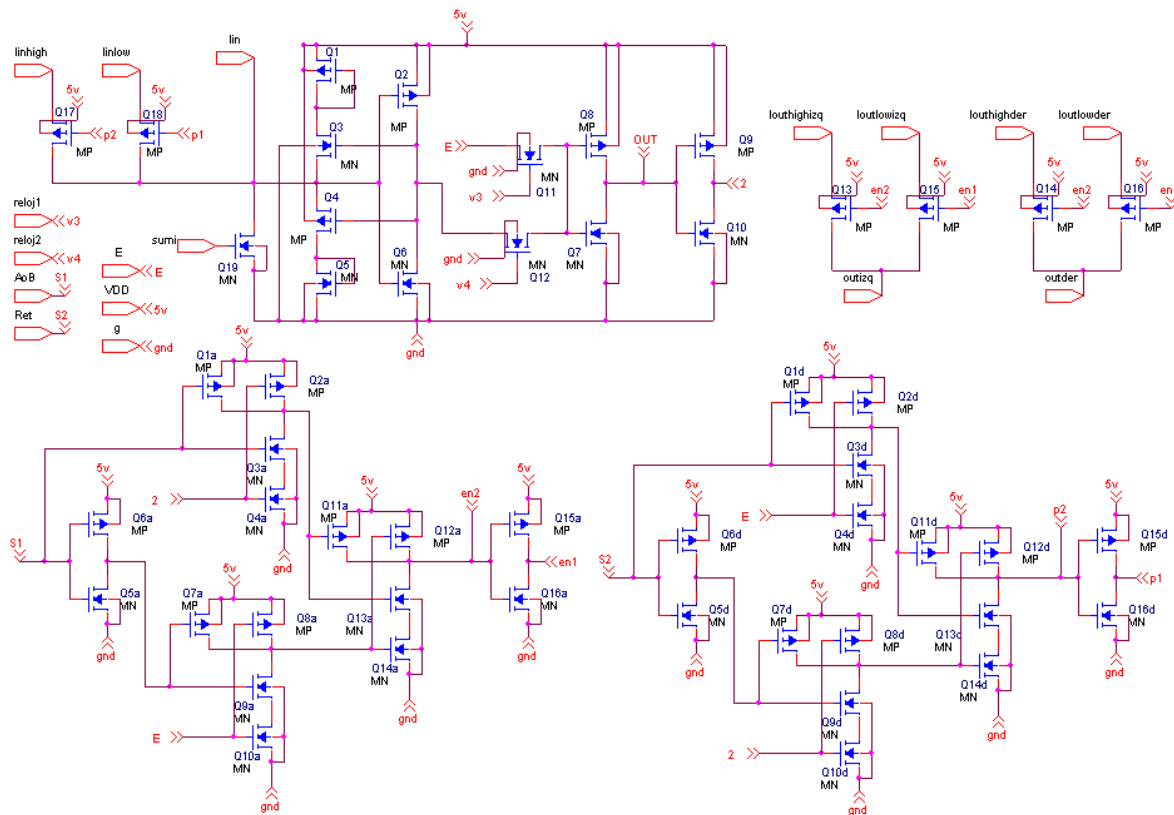 linhigh
linlow
lin
5v
Q1
MP
Q2
MP
5v
Q17
p2
MP
5v
Q18
p1
MP
Q3
MN
Q4
MP
Q5
MN
Q6
MN
E
gnd
v3
MN
Q11
Q8
MP
OUT
Q9
MP
2
gnd
v4
MN
Q12
Q7
MN
Q10
MN
gnd
sumi
Q19
MN
reloj1
v3
reloj2
v4
AoB
S1
Ret
S2
E
E
VDD
5v
g
gnd
Iouthighizq
Ioutlowizq
Iouthighder
Ioutlowder
5v
Q13
en2
MP
5v
Q15
en1
MP
5v
Q14
en2
MP
5v
Q16
en
MP
outizq
outder
5v
Q1a
MP
Q2a
MP
Q3a
MN
2
Q4a
MN
gnd
5v
Q6a
MP
S1
Q5a
MN
gnd
5v
Q7a
MP
Q8a
MP
Q9a
MN
E
Q10a
MN
gnd
5v
Q11a
MP
Q12a
MP
Q13a
MN
Q14a
MN
gnd
en2
5v
Q15a
MP
en1
Q16a
MN
gnd
5v
Q1d
MP
Q2d
MP
Q3d
MN
E
Q4d
MN
gnd
5v
Q6d
MP
S2
Q5d
MN
gnd
5v
Q7d
MP
Q8d
MP
Q9d
MN
2
Q10d
MN
gnd
5v
Q11d
MP
Q12d
MP
Q13c
MN
Q14d
MN
gnd
p2
5v
Q15d
MP
p1
Q16d
MN
gnd